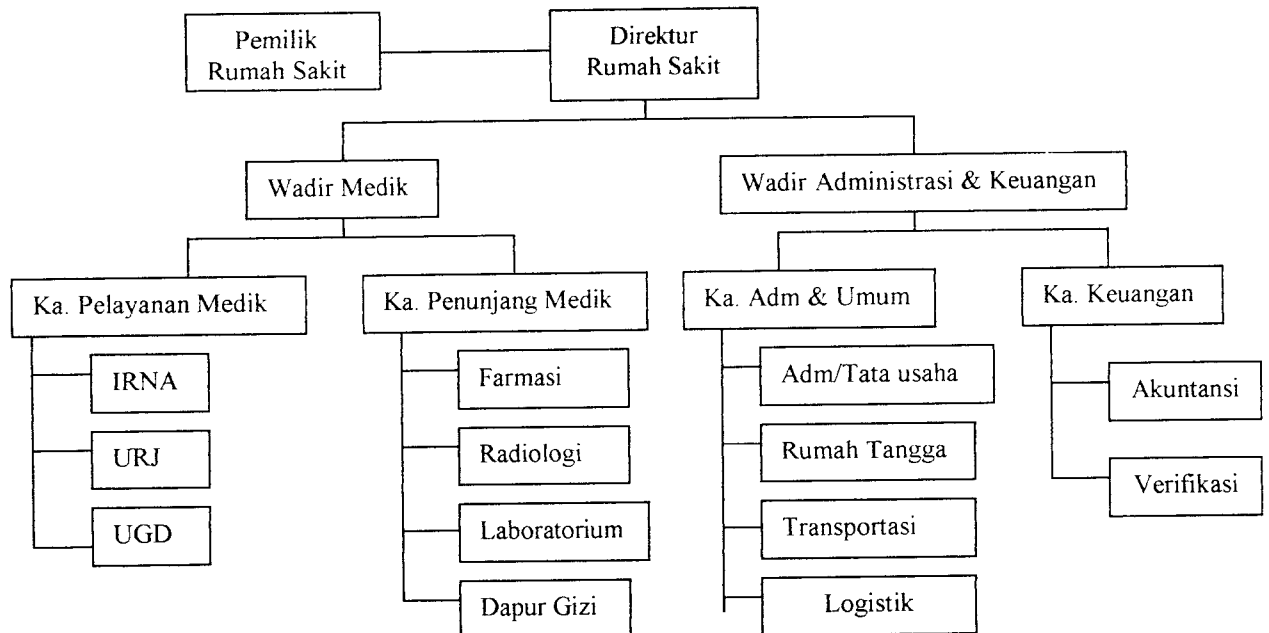 Pemilik
Rumah Sakit
Direktur
Rumah Sakit
Wadir Medik
Wadir Administrasi & Keuangan
Ka. Pelayanan Medik
Ka. Penunjang Medik
Ka. Adm & Umum
Ka. Keuangan
IRNA
URJ
UGD
Farmasi
Radiologi
Laboratorium
Dapur Gizi
Adm/Tata usaha
Rumah Tangga
Transportasi
Logistik
Akuntansi
Verifikasi